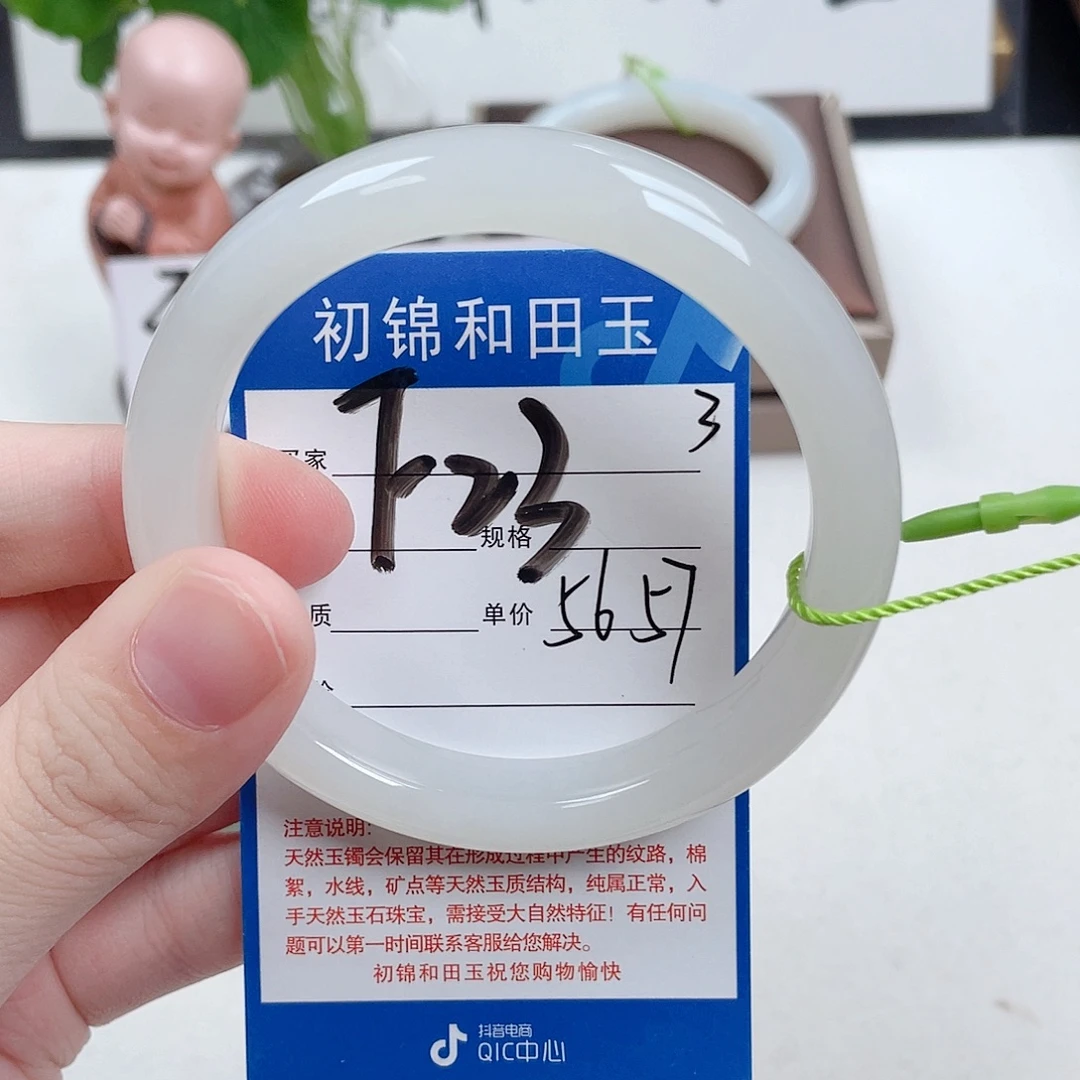 初锦和田玉
3
家
规格
质
单价 5657
注意说明:
天然玉镯会保留其在形成过程中产生的纹路，棉
絮，水线，矿点等天然玉质结构，纯属正常，入
手天然玉石珠宝，需接受大自然特征！有任何问
题可以第一时间联系客服给您解决。
初锦和田玉祝您购物愉快
抖音电商
QIC中心